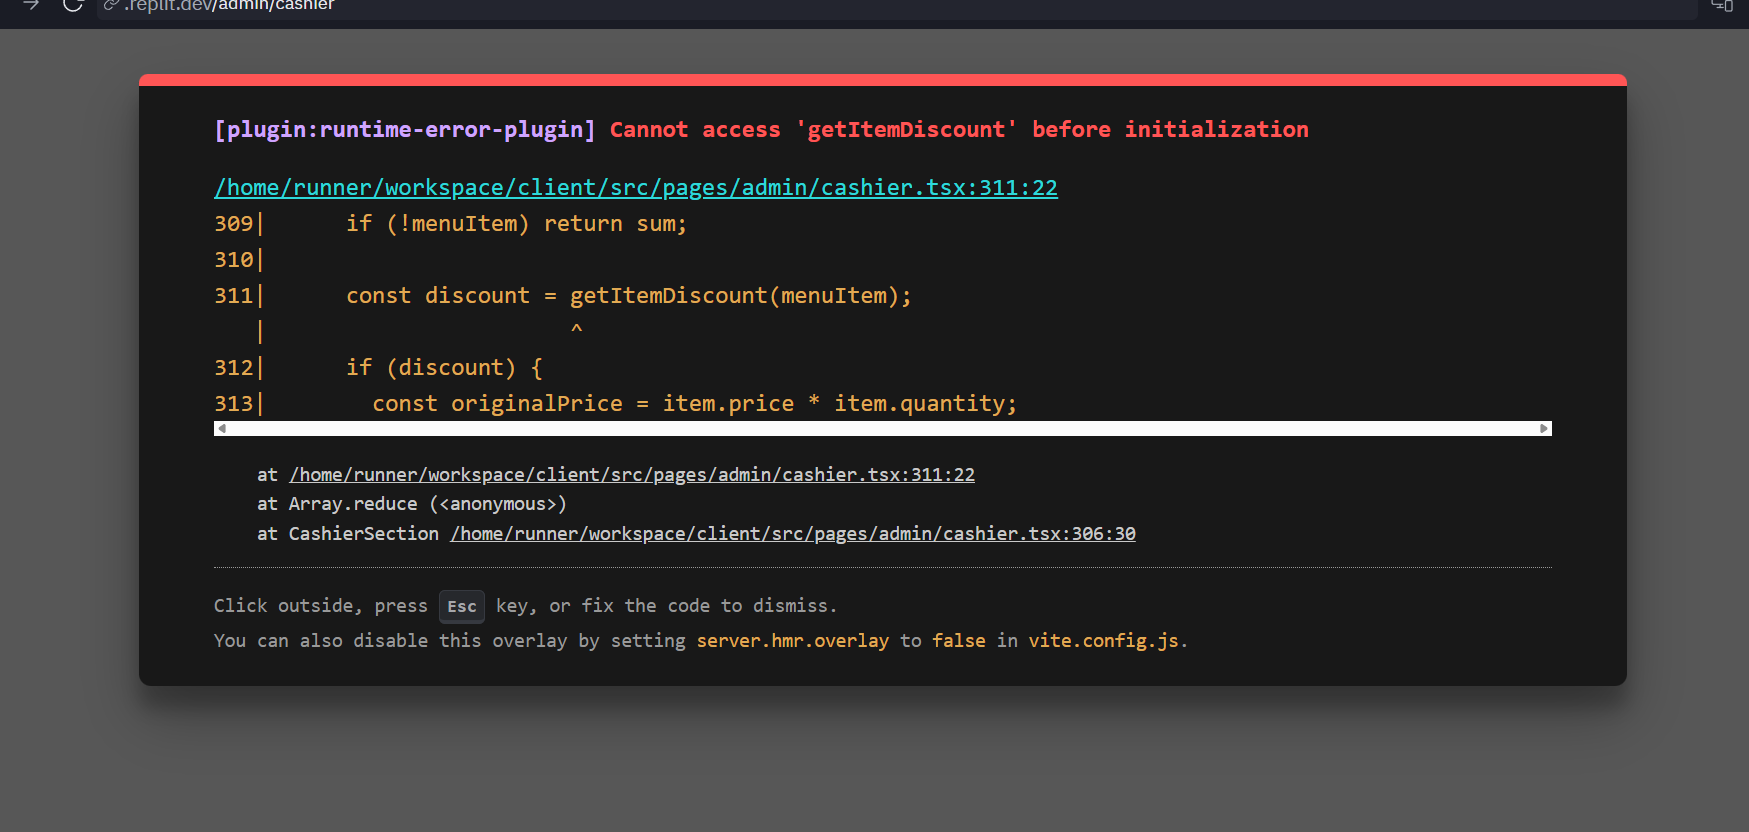 .replit.dev/admin/cashier
[plugin:runtime-error-plugin] Cannot access 'getItemDiscount' before initialization
/home/runner/workspace/client/src/pages/admin/cashier.tsx:311:22
309|      if (!menuItem) return sum;
310|
311|      const discount = getItemDiscount(menuItem);
   |                       ^
312|      if (discount) {
313|        const originalPrice = item.price * item.quantity;
at /home/runner/workspace/client/src/pages/admin/cashier.tsx:311:22
at Array.reduce (<anonymous>)
at CashierSection /home/runner/workspace/client/src/pages/admin/cashier.tsx:306:30
Click outside, press Esc key, or fix the code to dismiss.
You can also disable this overlay by setting server.hmr.overlay to false in vite.config.js.